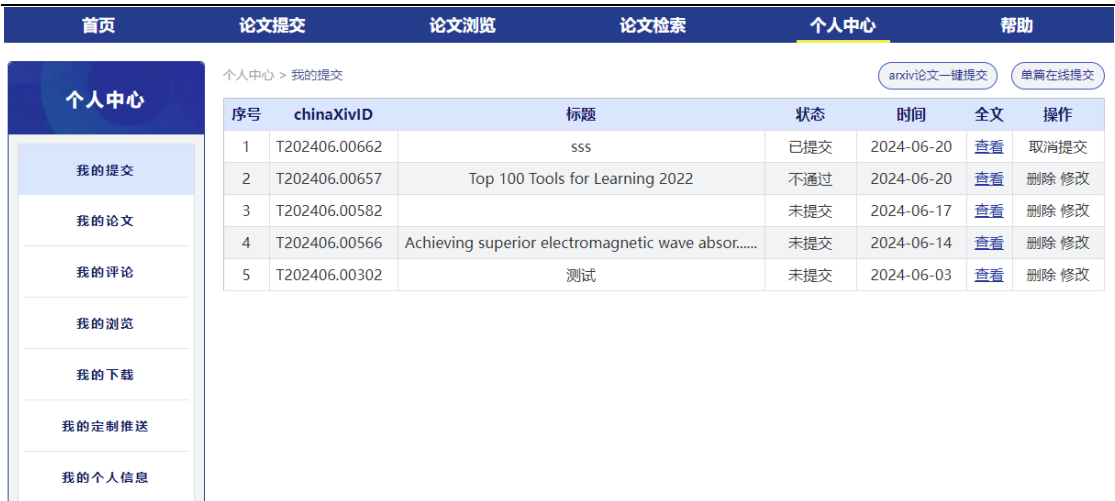 首页 论文提交 论文浏览 论文检索 个人中心 帮助
个人中心
我的提交
我的论文
我的评论
我的浏览
我的下载
我的定制推送
我的个人信息
个人中心 > 我的提交
arxiv论文一键提交 单篇在线提交
序号 chinaXivID 标题 状态 时间 全文 操作
1 T202406.00662 sss 已提交 2024-06-20 查看 取消提交
2 T202406.00657 Top 100 Tools for Learning 2022 不通过 2024-06-20 查看 删除 修改
3 T202406.00582 未提交 2024-06-17 查看 删除 修改
4 T202406.00566 Achieving superior electromagnetic wave absor...... 未提交 2024-06-14 查看 删除 修改
5 T202406.00302 测试 未提交 2024-06-03 查看 删除 修改